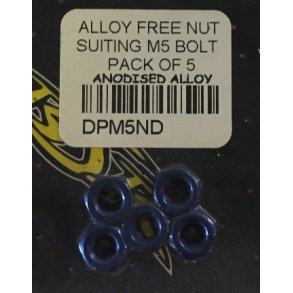 ALLOY FREE NUT
SUITING M5 BOLT
PACK OF 5
ANODISED ALLOY
DPM5ND